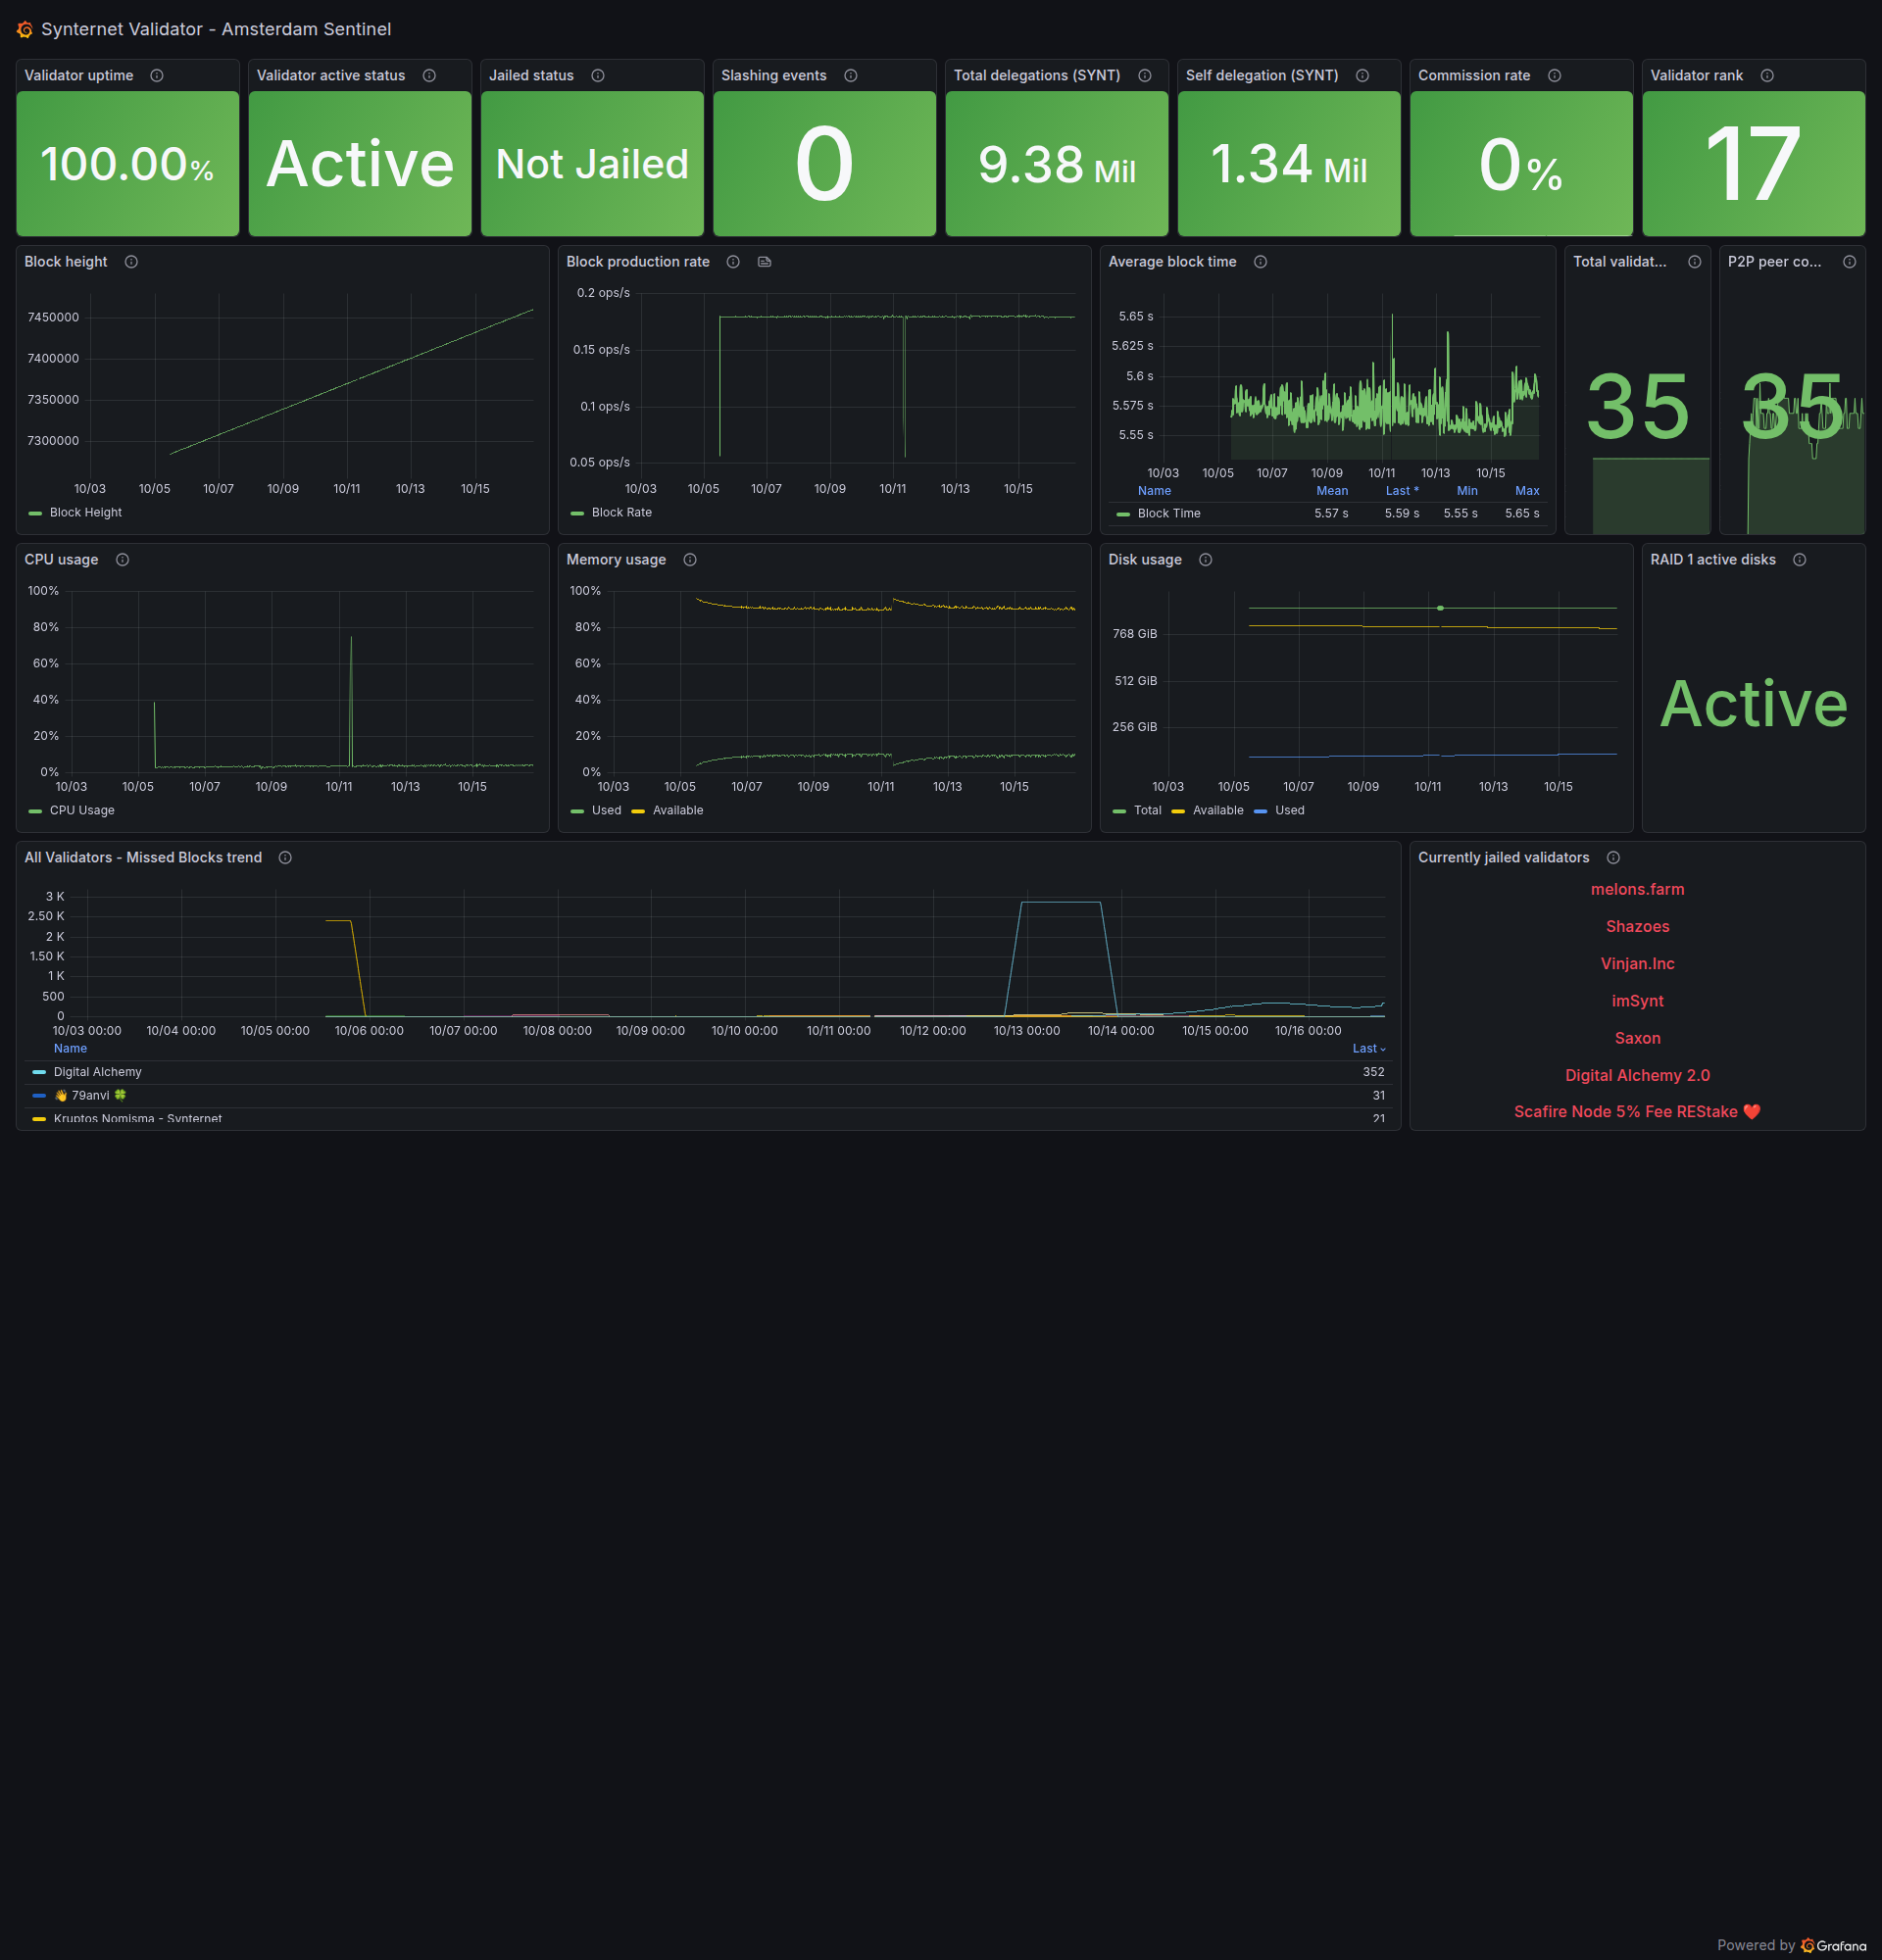 Synternet Validator - Amsterdam Sentinel
Validator uptime
100.00%
Validator active status
Active
Jailed status
Not Jailed
Slashing events
0
Total delegations (SYNT)
9.38 Mil
Self delegation (SYNT)
1.34 Mil
Commission rate
0%
Validator rank
17
Block height
7450000
7400000
7350000
7300000
10/03 10/05 10/07 10/09 10/11 10/13 10/15
Block Height
Block production rate
0.2 ops/s
0.15 ops/s
0.1 ops/s
0.05 ops/s
10/03 10/05 10/07 10/09 10/11 10/13 10/15
Block Rate
Average block time
5.65 s
5.625 s
5.6 s
5.575 s
5.55 s
10/03 10/05 10/07 10/09 10/11 10/13 10/15
Name Mean Last * Min Max
Block Time 5.57 s 5.59 s 5.55 s 5.65 s
Total validat...
35
P2P peer co...
35
CPU usage
100%
80%
60%
40%
20%
0%
10/03 10/05 10/07 10/09 10/11 10/13 10/15
CPU Usage
Memory usage
100%
80%
60%
40%
20%
0%
10/03 10/05 10/07 10/09 10/11 10/13 10/15
Used Available
Disk usage
768 GiB
512 GiB
256 GiB
10/03 10/05 10/07 10/09 10/11 10/13 10/15
Total Available Used
RAID 1 active disks
Active
All Validators - Missed Blocks trend
3 K
2.50 K
2 K
1.50 K
1 K
500
0
10/03 00:00 10/04 00:00 10/05 00:00 10/06 00:00 10/07 00:00 10/08 00:00 10/09 00:00 10/10 00:00 10/11 00:00 10/12 00:00 10/13 00:00 10/14 00:00 10/15 00:00 10/16 00:00
Name Last
Digital Alchemy 352
👋 79anvi 🍀 31
Kruptos Nomisma - Synternet 21
Currently jailed validators
melons.farm
Shazoes
Vinjan.Inc
imSynt
Saxon
Digital Alchemy 2.0
Scafire Node 5% Fee REStake ❤️
Powered by Grafana